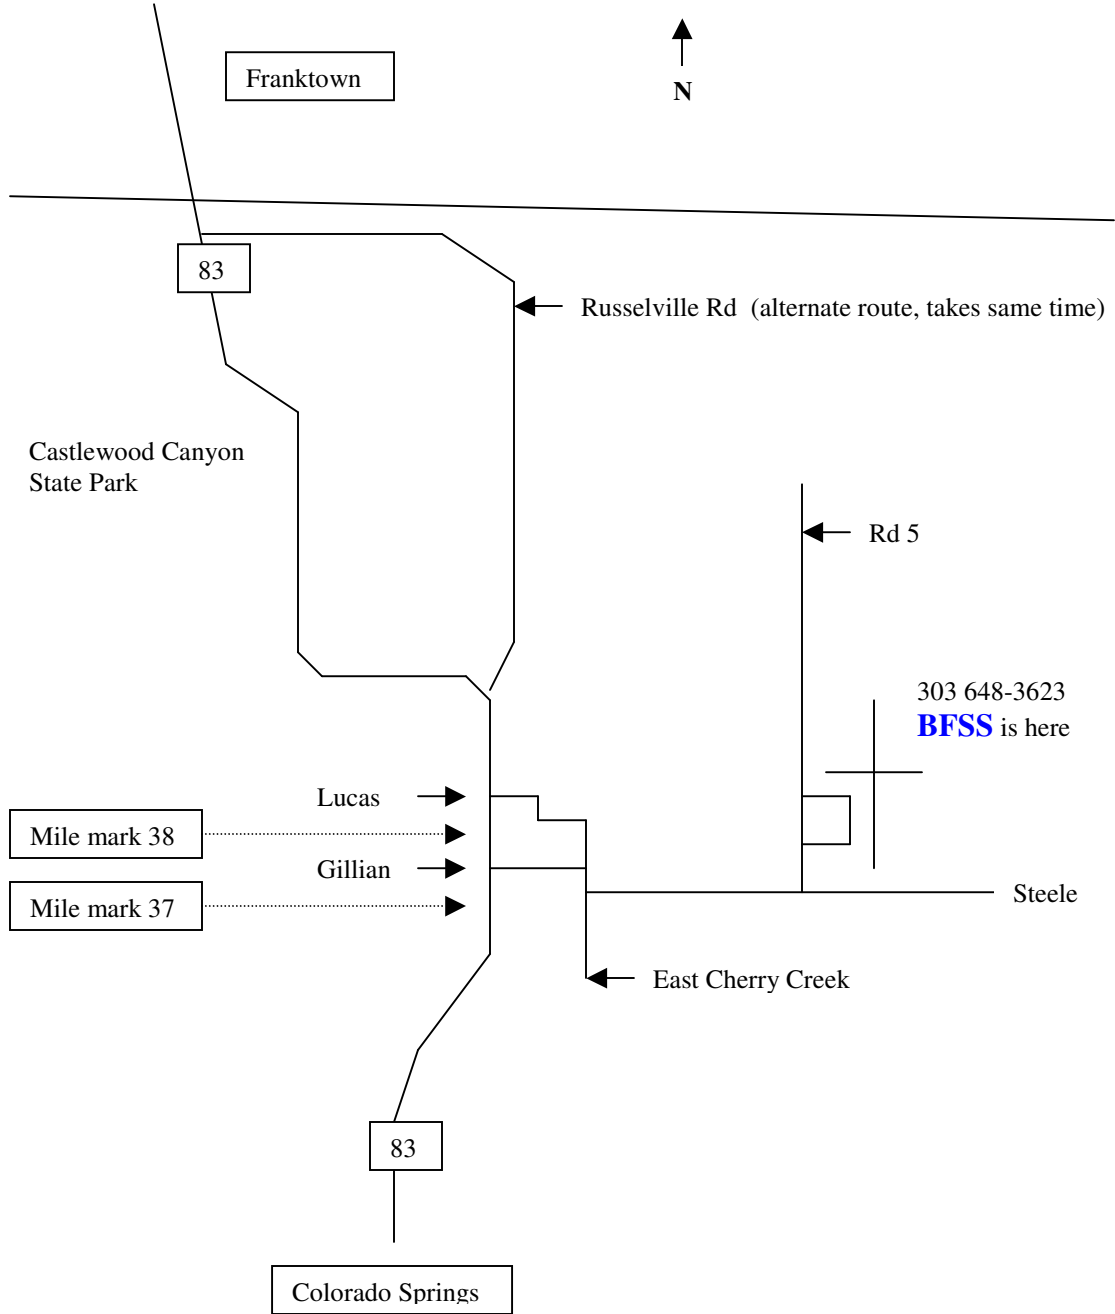 Franktown
N
83
Russelville Rd  (alternate route, takes same time)
Castlewood Canyon
State Park
Rd 5
303 648-3623
BFSS is here
Lucas
Mile mark 38
Gillian
Mile mark 37
Steele
East Cherry Creek
83
Colorado Springs